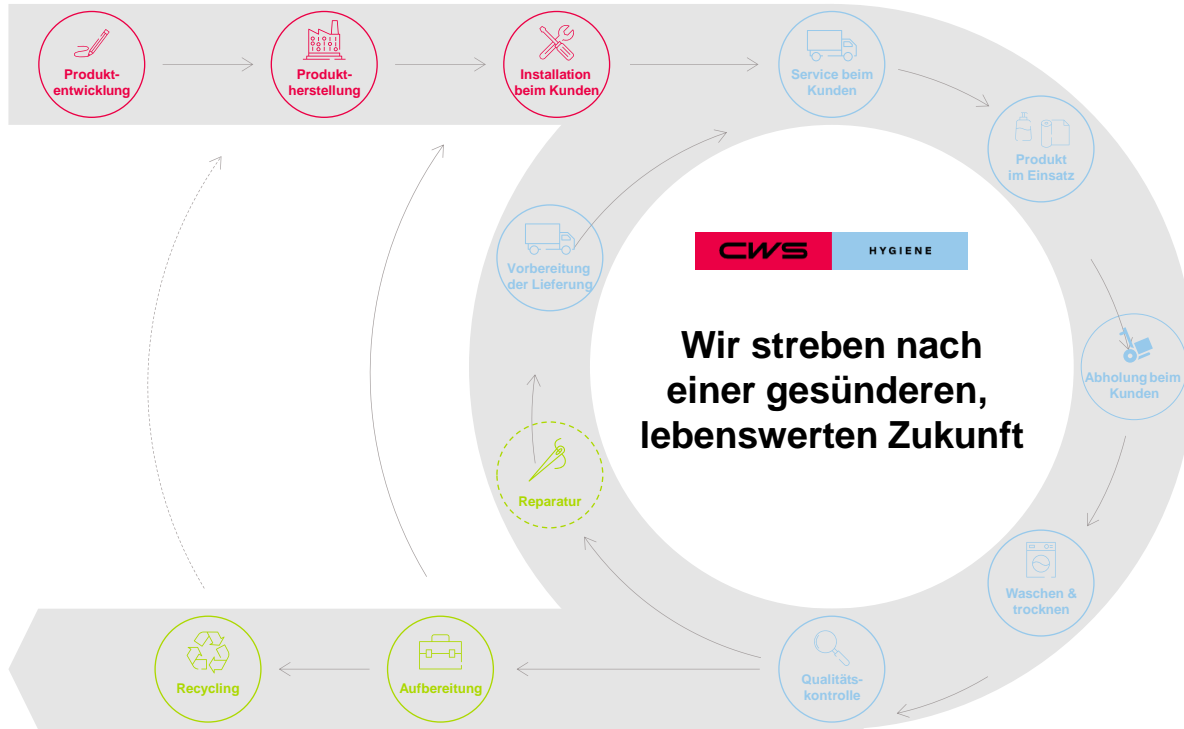 Produkt-
entwicklung
Produkt-
herstellung
Installation
beim Kunden
Service beim
Kunden
Produkt
im Einsatz
Vorbereitung
der Lieferung
CWS
HYGIENE
Wir streben nach
einer gesünderen,
lebenswerten Zukunft
Abholung beim
Kunden
Reparatur
Waschen &
trocknen
Recycling
Aufbereitung
Qualitäts-
kontrolle